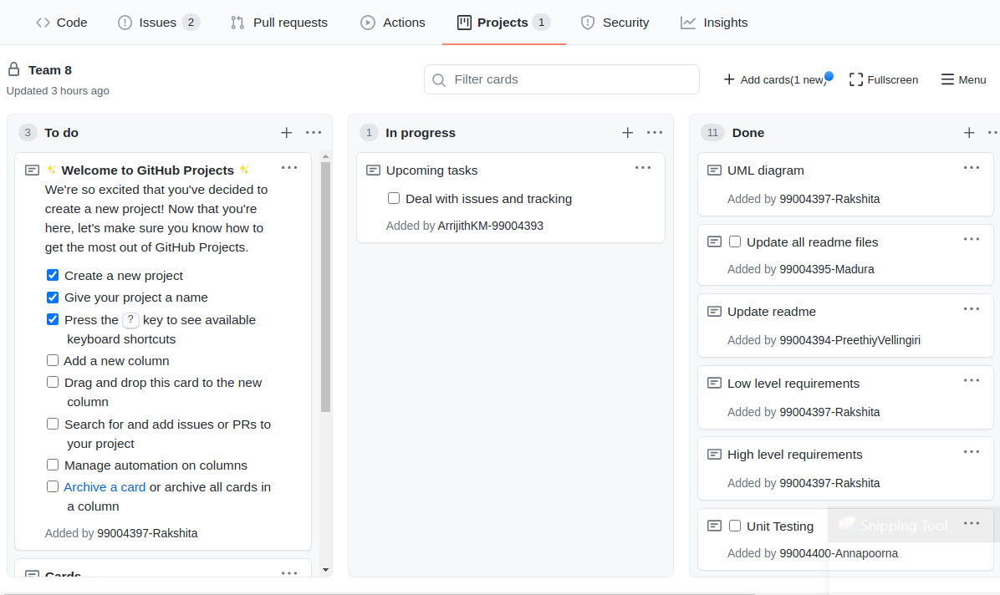 Code Issues 2 Pull requests Actions Projects 1 Security Insights
Team 8
Updated 3 hours ago
Filter cards
Add cards(1 new)
Fullscreen
Menu
3 To do
✨ Welcome to GitHub Projects ✨
We're so excited that you've decided to
create a new project! Now that you're
here, let's make sure you know how to
get the most out of GitHub Projects.
Create a new project
Give your project a name
Press the ? key to see available
keyboard shortcuts
Add a new column
Drag and drop this card to the new
column
Search for and add issues or PRs to
your project
Manage automation on columns
Archive a card or archive all cards in
a column
Added by 99004397-Rakshita
Cards
1 In progress
Upcoming tasks
Deal with issues and tracking
Added by ArrijithKM-99004393
11 Done
UML diagram
Added by 99004397-Rakshita
Update all readme files
Added by 99004395-Madura
Update readme
Added by 99004394-PreethiyVellingiri
Low level requirements
Added by 99004397-Rakshita
High level requirements
Added by 99004397-Rakshita
Unit Testing
Added by 99004400-Annapoorna
Snipping Tool